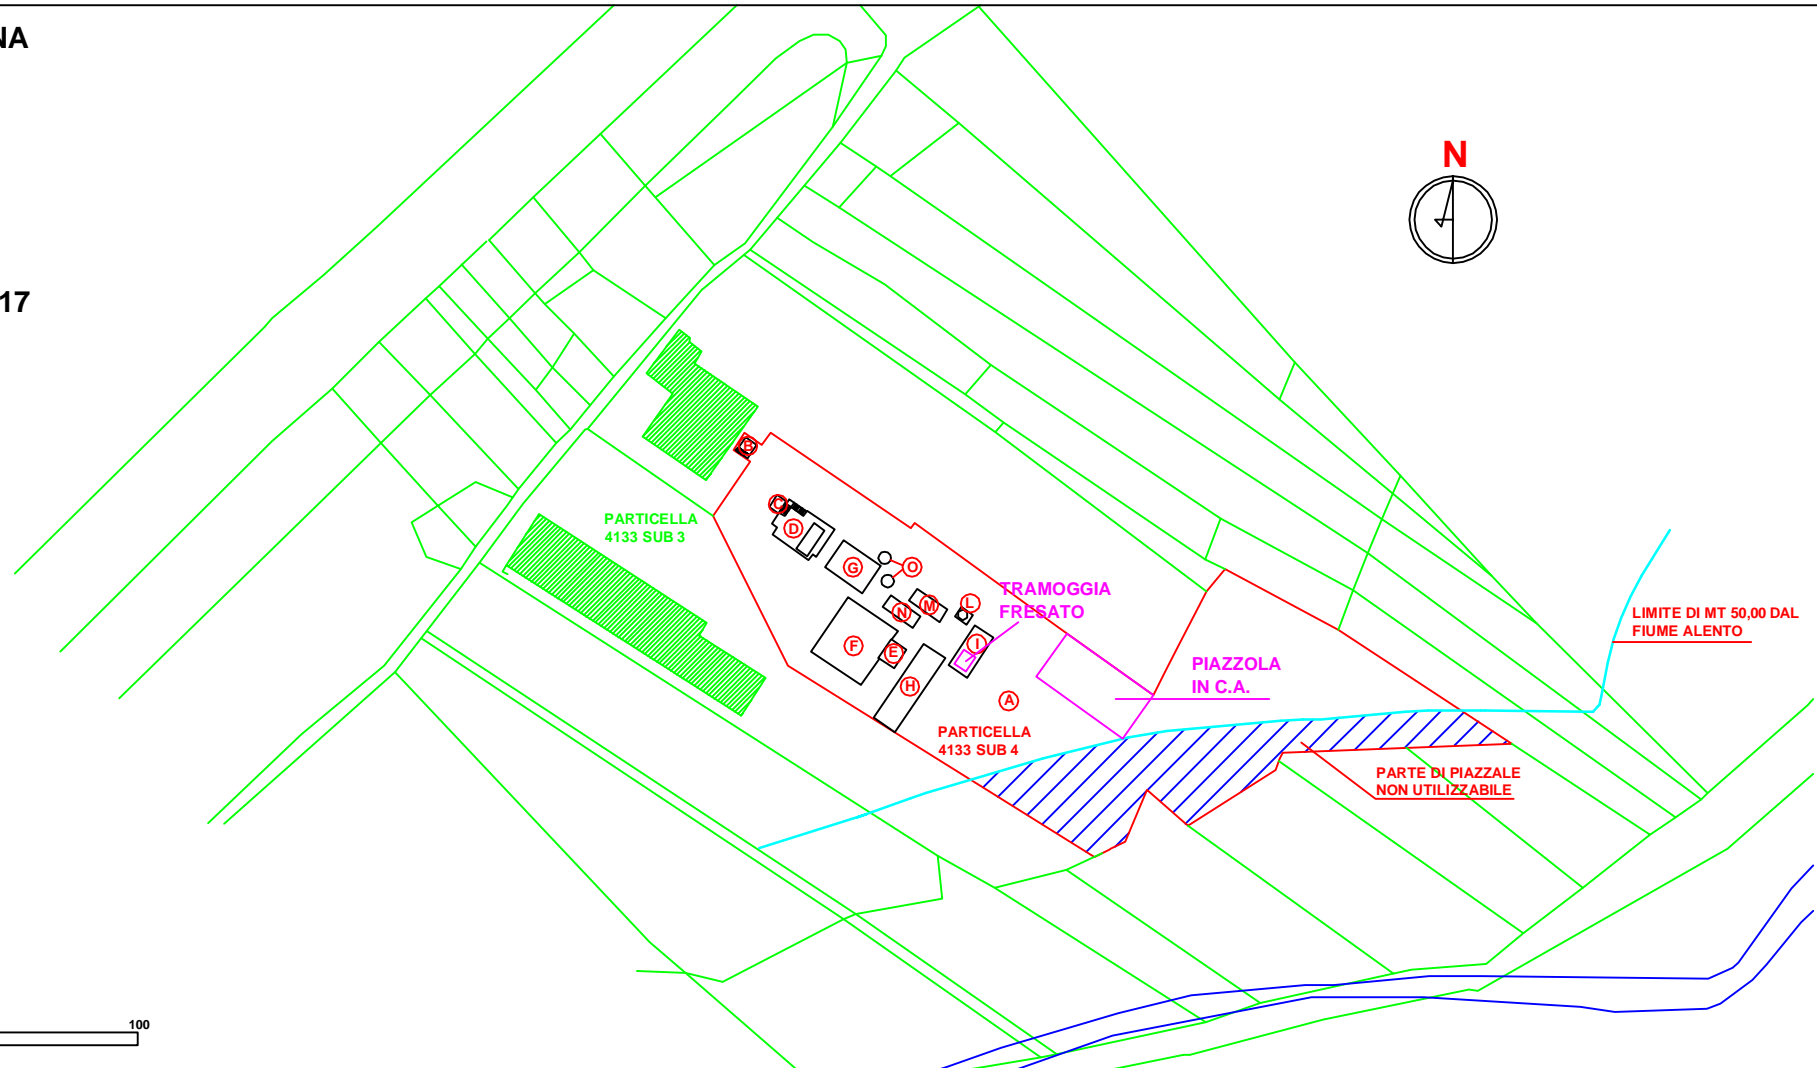 NA
N
17
B
C
PARTICELLA
4133 SUB 3
D
G
O
TRAMOGGIA
FRESATO
L
M
N
LIMITE DI MT 50,00 DAL
FIUME ALENTO
F
E
I
PIAZZOLA
IN C.A.
H
A
PARTICELLA
4133 SUB 4
PARTE DI PIAZZALE
NON UTILIZZABILE
100